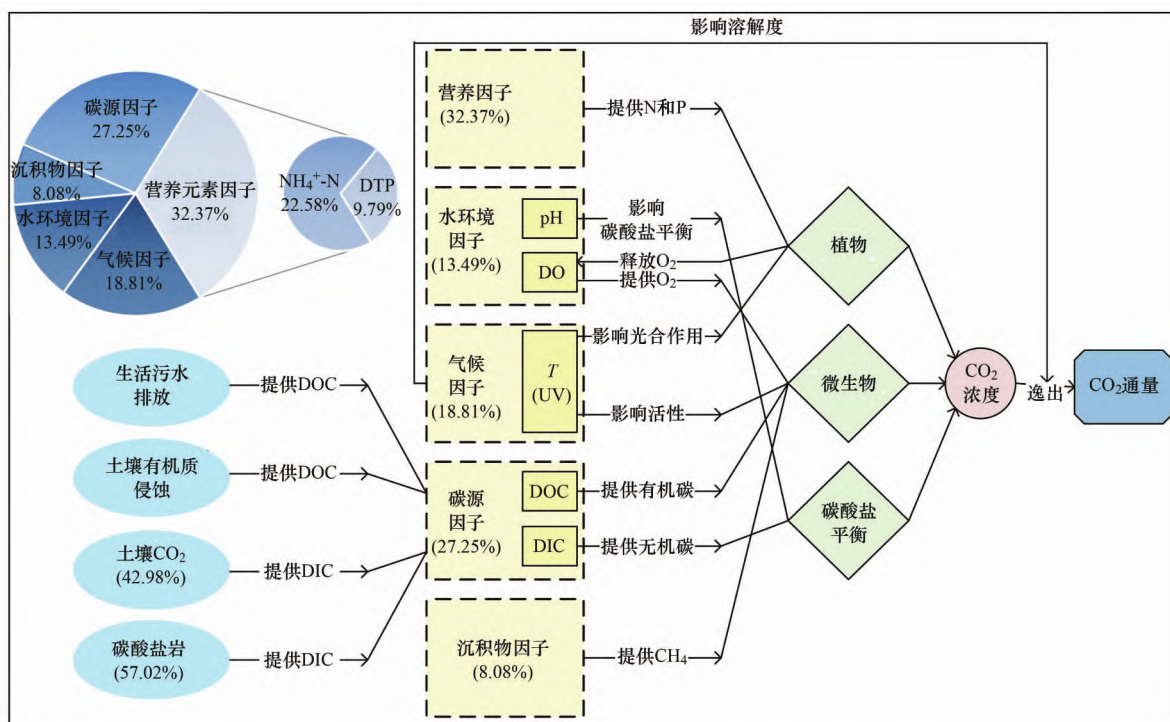 影响溶解度
碳源因子
27.25%
沉积物因子
8.08%
水环境因子
13.49%
气候因子
18.81%
营养元素因子
32.37%
NH₄⁺-N
22.58%
DTP
9.79%
生活污水
排放
提供DOC
土壤有机质
侵蚀
提供DOC
土壤CO₂
(42.98%)
提供DIC
碳酸盐岩
(57.02%)
提供DIC
营养因子
(32.37%)
提供N和P
水环境
因子
(13.49%)
pH
DO
影响
碳酸盐平衡
释放O₂
提供O₂
气候
因子
(18.81%)
T
(UV)
影响光合作用
影响活性
碳源
因子
(27.25%)
DOC
DIC
提供有机碳
提供无机碳
沉积物因子
(8.08%)
提供CH₄
植物
微生物
碳酸盐
平衡
CO₂
浓度
逸出
CO₂通量